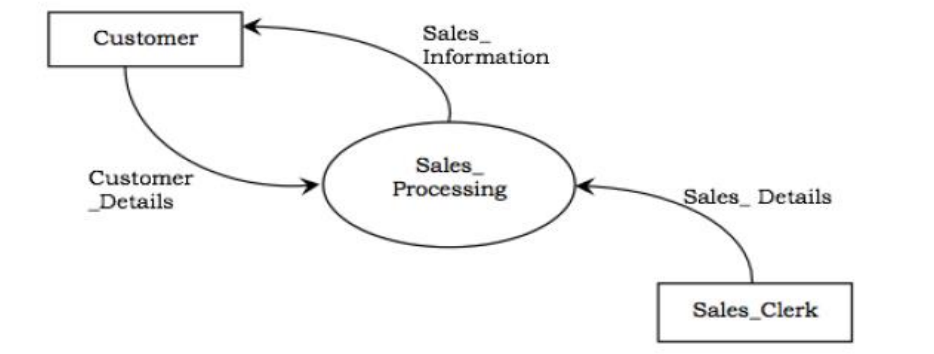 Customer
Sales_
Information
Customer
_Details
Sales_
Processing
Sales_ Details
Sales_Clerk